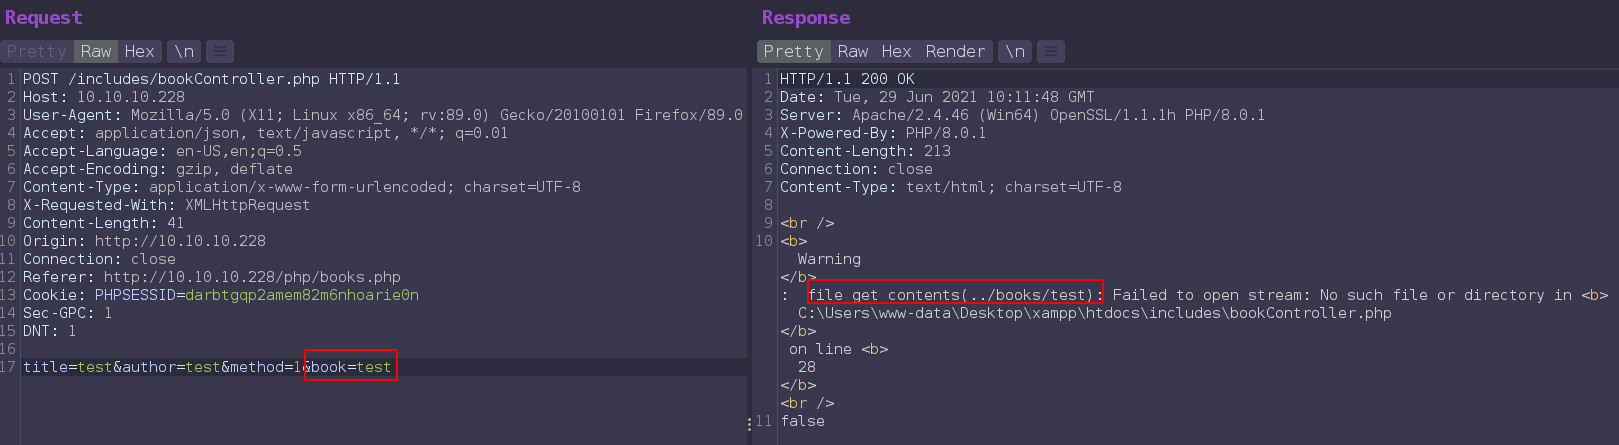 Request
Pretty Raw Hex \n
1 POST /includes/bookController.php HTTP/1.1
2 Host: 10.10.10.228
3 User-Agent: Mozilla/5.0 (X11; Linux x86_64; rv:89.0) Gecko/20100101 Firefox/89.0
4 Accept: application/json, text/javascript, */*; q=0.01
5 Accept-Language: en-US,en;q=0.5
6 Accept-Encoding: gzip, deflate
7 Content-Type: application/x-www-form-urlencoded; charset=UTF-8
8 X-Requested-With: XMLHttpRequest
9 Content-Length: 41
10 Origin: http://10.10.10.228
11 Connection: close
12 Referer: http://10.10.10.228/php/books.php
13 Cookie: PHPSESSID=darbtgqp2amem82m6nhoarie0n
14 Sec-GPC: 1
15 DNT: 1
16
17 title=test&author=test&method=1&book=test
Response
Pretty Raw Hex Render \n
1 HTTP/1.1 200 OK
2 Date: Tue, 29 Jun 2021 10:11:48 GMT
3 Server: Apache/2.4.46 (Win64) OpenSSL/1.1.1h PHP/8.0.1
4 X-Powered-By: PHP/8.0.1
5 Content-Length: 213
6 Connection: close
7 Content-Type: text/html; charset=UTF-8
8
9 <br />
10 <b>
Warning
</b>
: file_get_contents(../books/test): Failed to open stream: No such file or directory in <b>
C:\Users\www-data\Desktop\xampp\htdocs\includes\bookController.php
</b>
on line <b>
28
</b>
<br />
11 false